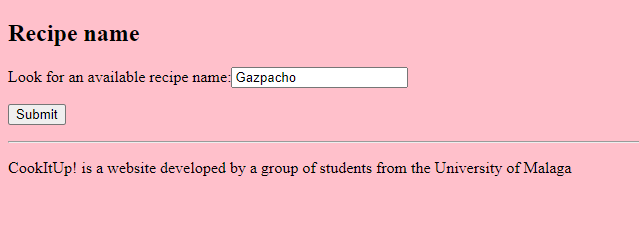 Recipe name
Look for an available recipe name: Gazpacho
Submit
CookItUp! is a website developed by a group of students from the University of Malaga